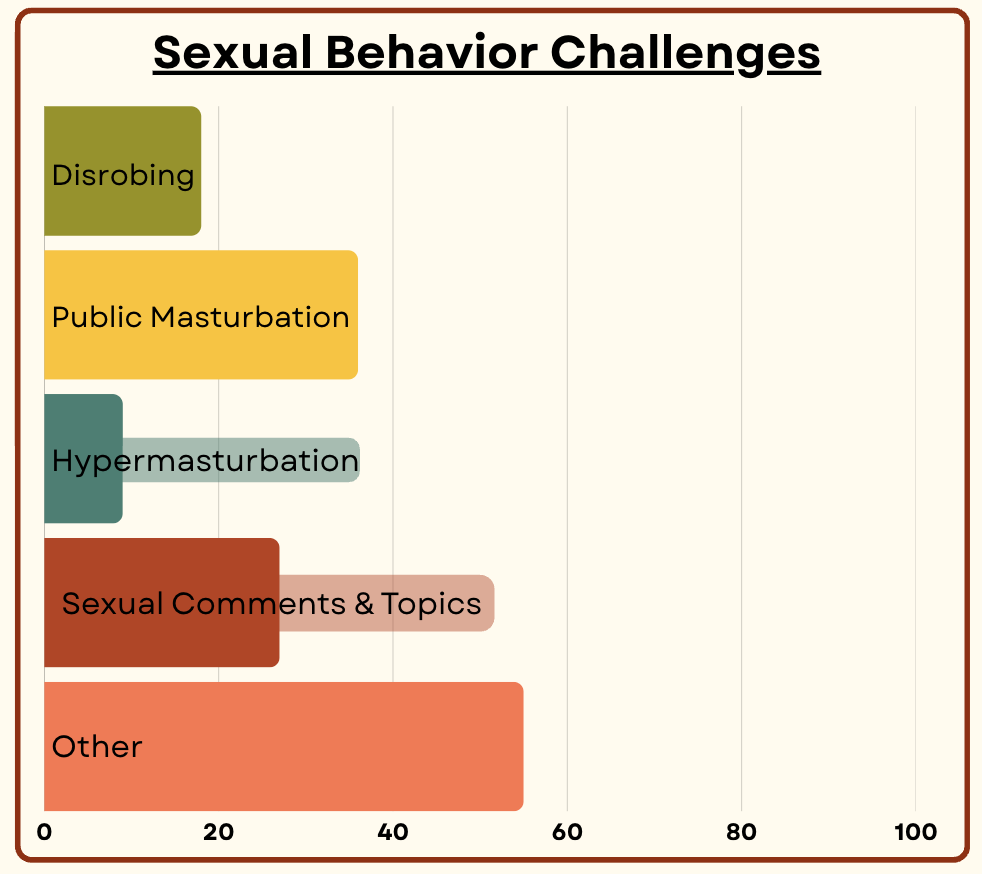 Sexual Behavior Challenges
Disrobing
Public Masturbation
Hypermasturbation
Sexual Comments & Topics
Other
0 20 40 60 80 100